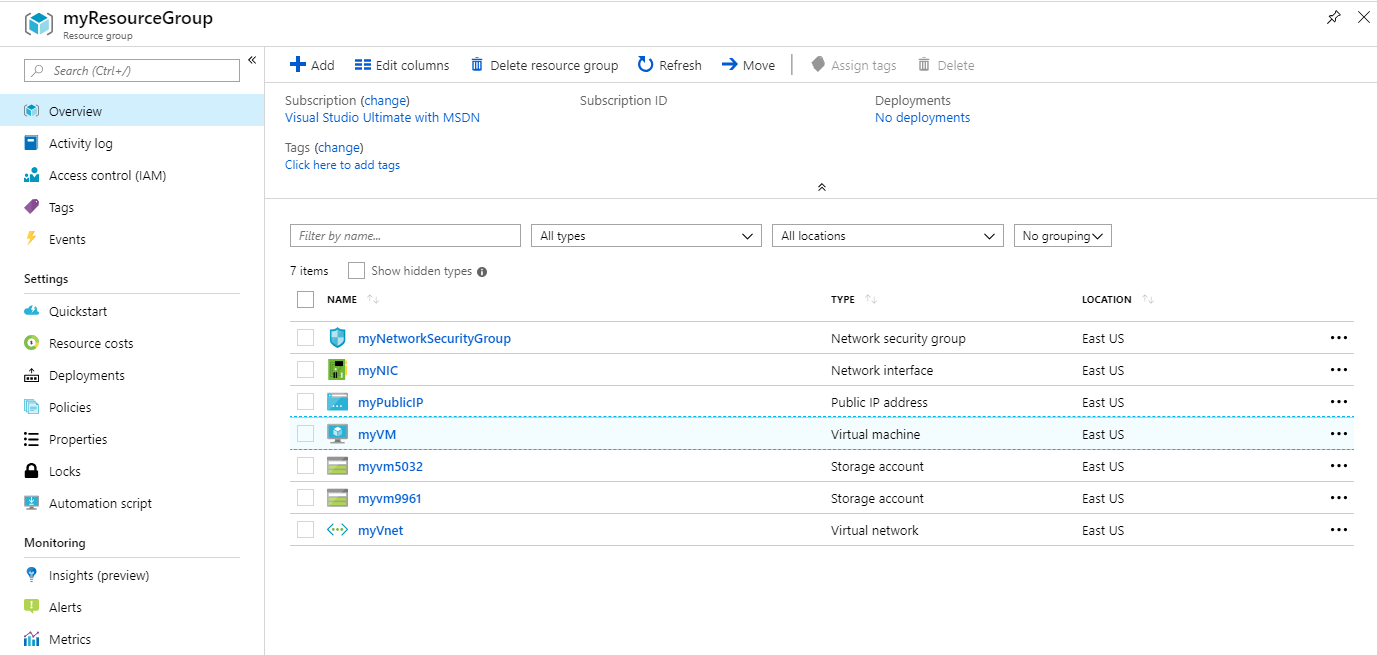 myResourceGroup
Resource group
Search (Ctrl+/)
Overview
Activity log
Access control (IAM)
Tags
Events
Settings
Quickstart
Resource costs
Deployments
Policies
Properties
Locks
Automation script
Monitoring
Insights (preview)
Alerts
Metrics
Add Edit columns Delete resource group Refresh Move Assign tags Delete
Subscription (change) Subscription ID Deployments
Visual Studio Ultimate with MSDN No deployments
Tags (change)
Click here to add tags
Filter by name... All types All locations No grouping
7 items Show hidden types
NAME TYPE LOCATION
myNetworkSecurityGroup Network security group East US
myNIC Network interface East US
myPublicIP Public IP address East US
myVM Virtual machine East US
myvm5032 Storage account East US
myvm9961 Storage account East US
myVnet Virtual network East US